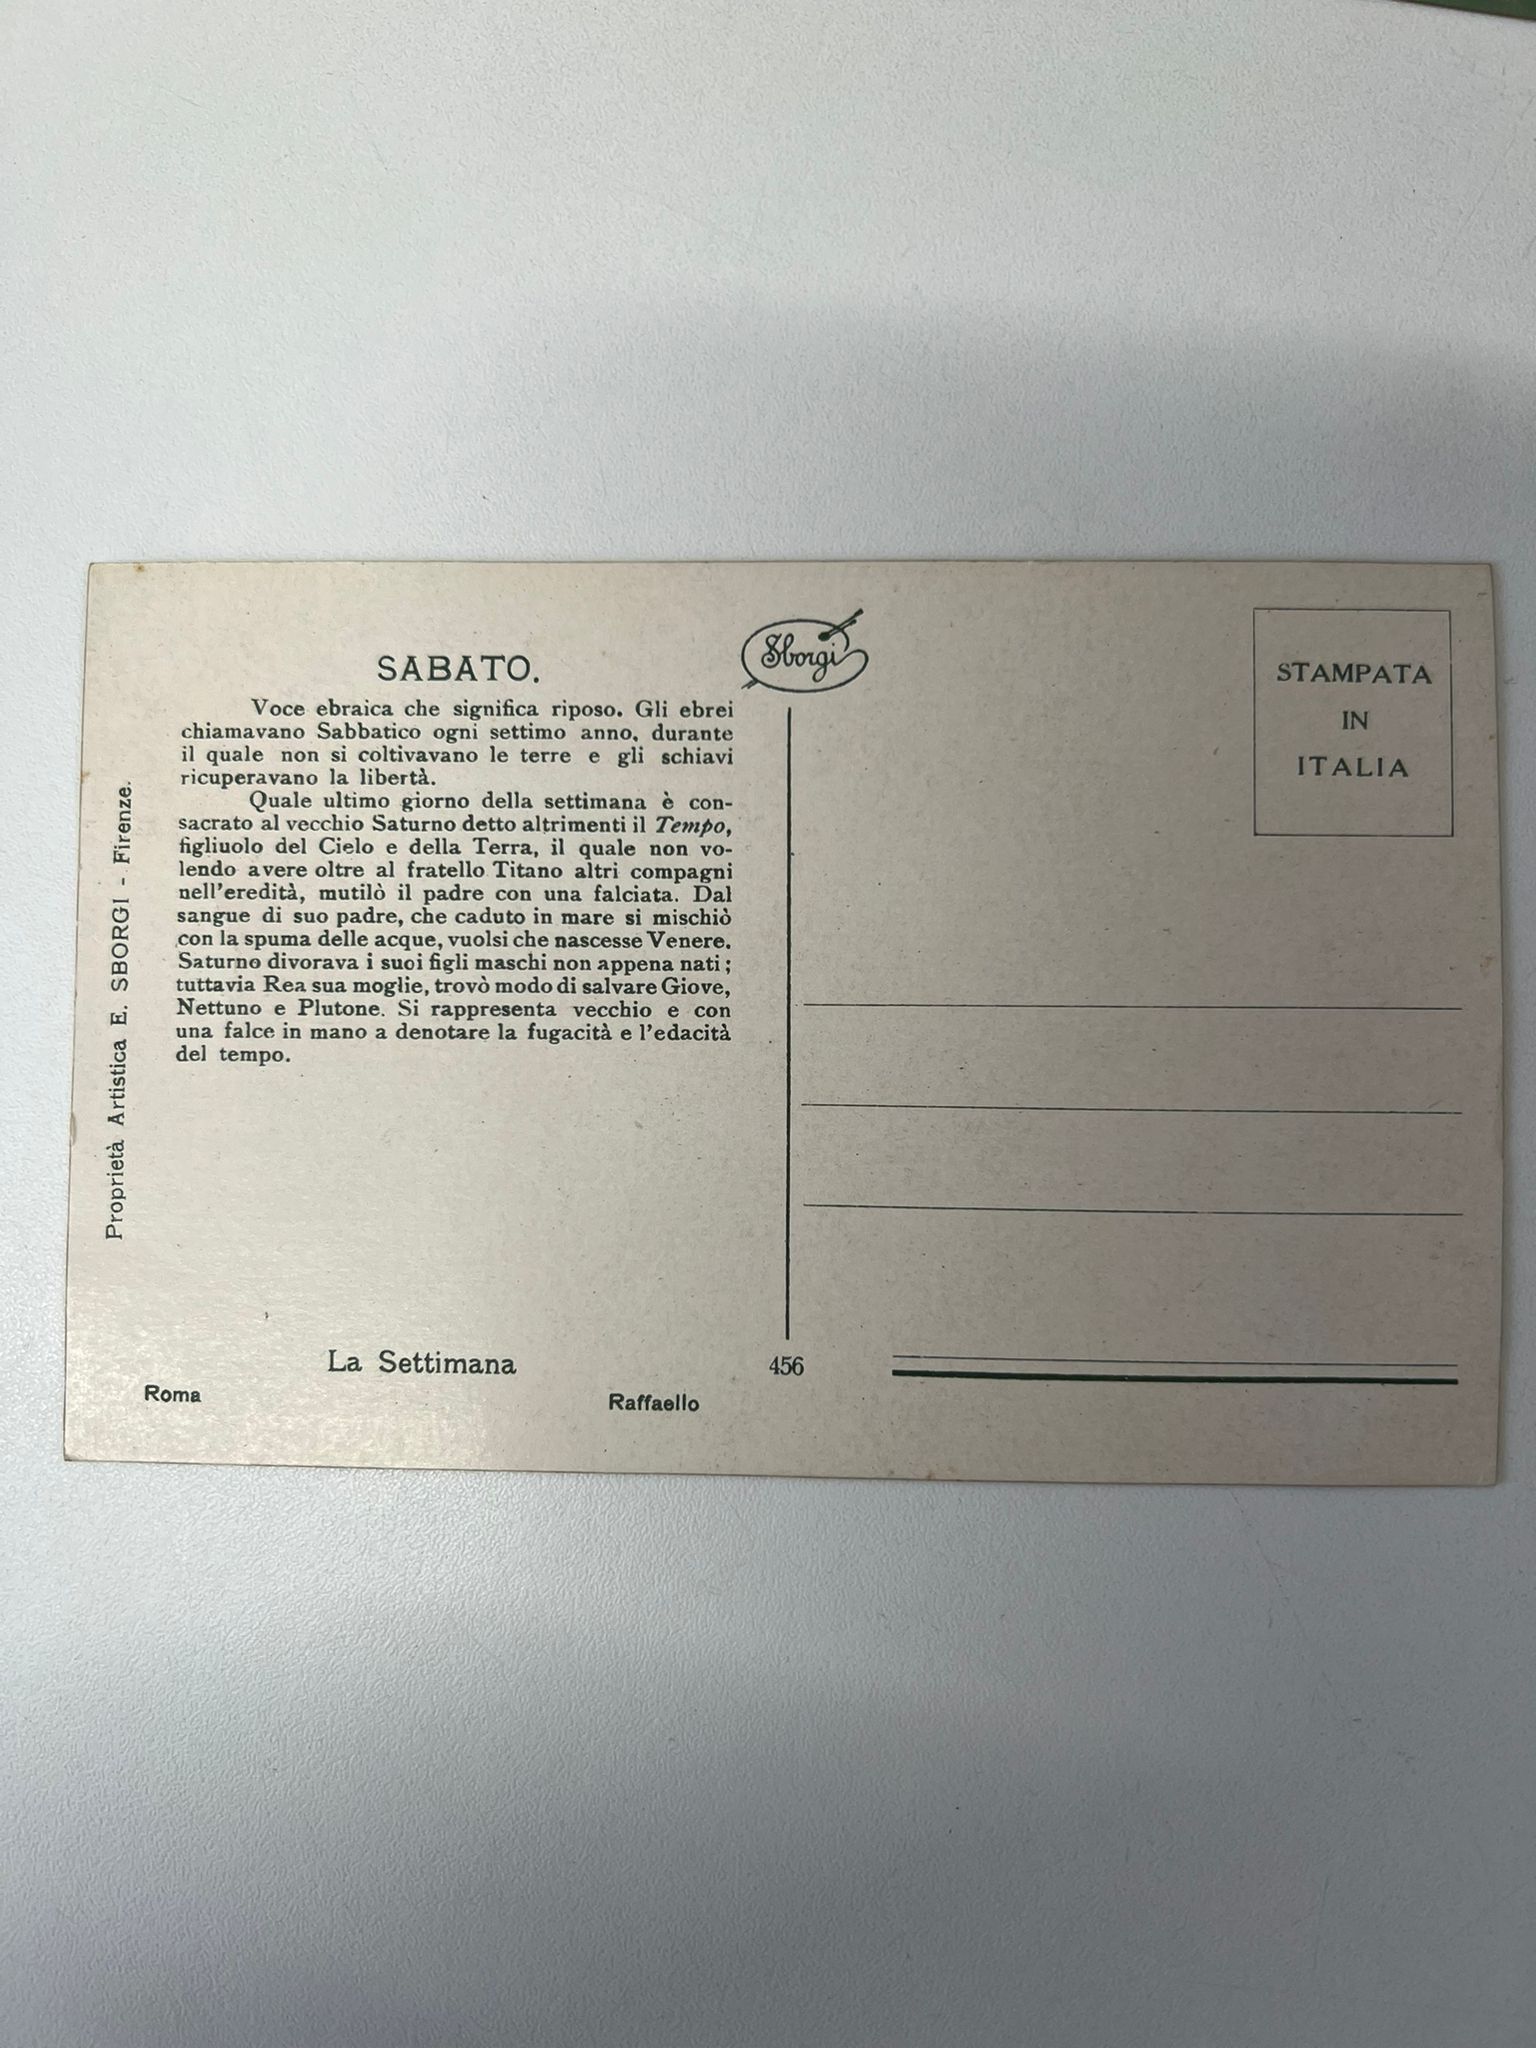 SABATO.
Voce ebraica che significa riposo. Gli ebrei
chiamavano Sabbatico ogni settimo anno, durante
il quale non si coltivavano le terre e gli schiavi
ricuperavano la libertà.
Quale ultimo giorno della settimana è con-
sacrato al vecchio Saturno detto altrimenti il Tempo,
figliuolo del Cielo e della Terra, il quale non vo-
lendo avere oltre al fratello Titano altri compagni
nell'eredità, mutilò il padre con una falciata. Dal
sangue di suo padre, che caduto in mare si mischiò
con la spuma delle acque, vuolsi che nascesse Venere.
Saturno divorava i suoi figli maschi non appena nati;
tuttavia Rea sua moglie, trovò modo di salvare Giove,
Nettuno e Plutone. Si rappresenta vecchio e con
una falce in mano a denotare la fugacità e l'edacità
del tempo.
Proprietà Artistica E. SBORGI - Firenze.
La Settimana
Roma
Raffaello
Sborgi
456
STAMPATA
IN
ITALIA